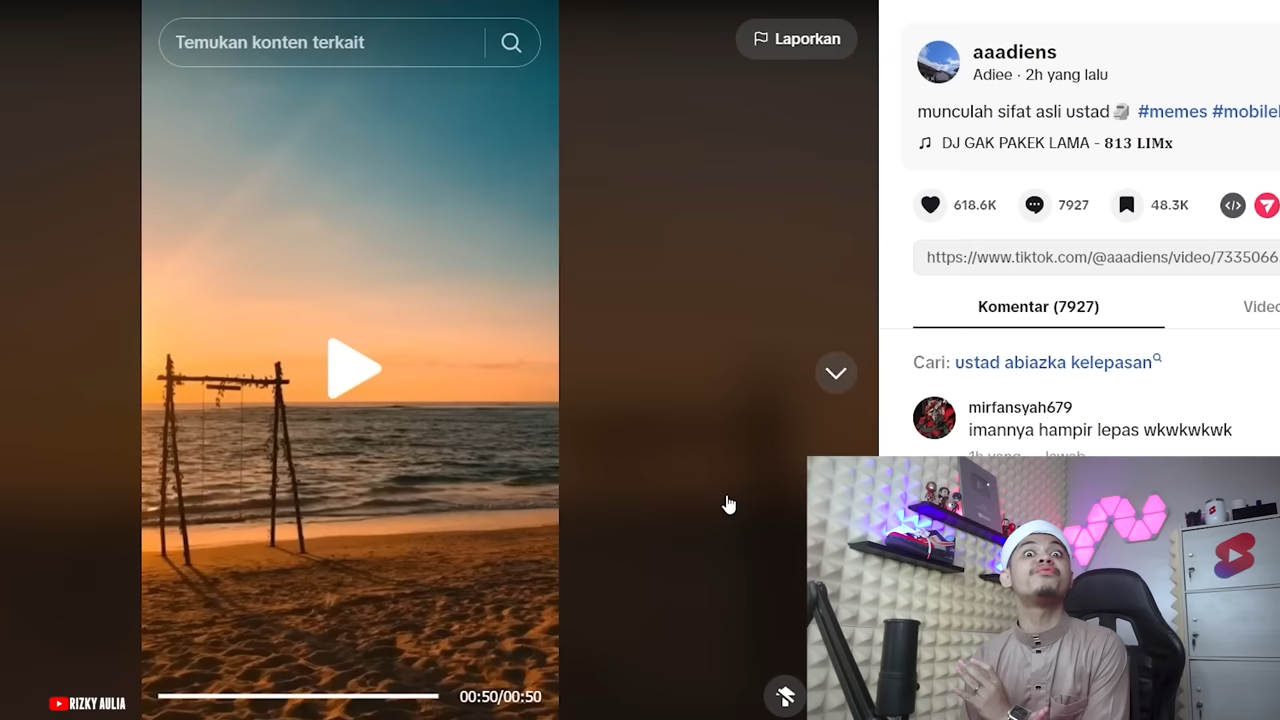 Temukan konten terkait
Laporkan
aaadiens
Adiee · 2h yang lalu
munculah sifat asli ustad🗿 #memes #mobilel
DJ GAK PAKEK LAMA - 813 LIMx
618.6K
7927
48.3K
https://www.tiktok.com/@aaadiens/video/7335066
Komentar (7927)
Video
Cari: ustad abiazka kelepasan
mirfansyah679
imannya hampir lepas wkwkwkwk
00:50/00:50
RIZKY AULIA